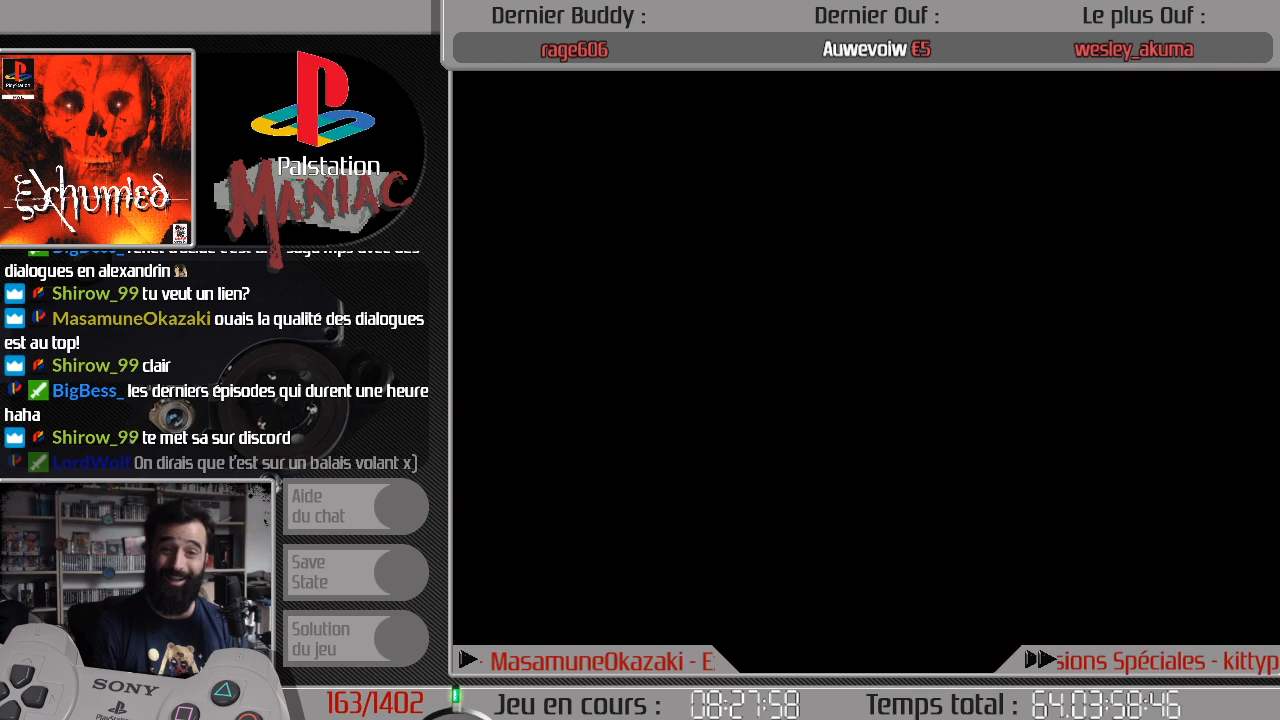 Dernier Buddy :
Dernier Ouf :
Le plus Ouf :
rage606
Auwevoiw €5
wesley_akuma
PlayStation
Exhumed
Palstation
MANIAC
dialogues en alexandrin
Shirow_99 tu veut un lien?
MasamuneOkazaki ouais la qualité des dialogues
est au top!
Shirow_99 clair
BigBess_ les derniers épisodes qui durent une heure
haha
Shirow_99 te met sa sur discord
LordWolf On dirais que t'est sur un balais volant x)
Aide
du chat
Save
State
Solution
du jeu
MasamuneOkazaki - E
sions Spéciales - kittyp
SONY
PlayStation
163/1402
Jeu en cours :
08:27:58
Temps total :
64.03:58:46